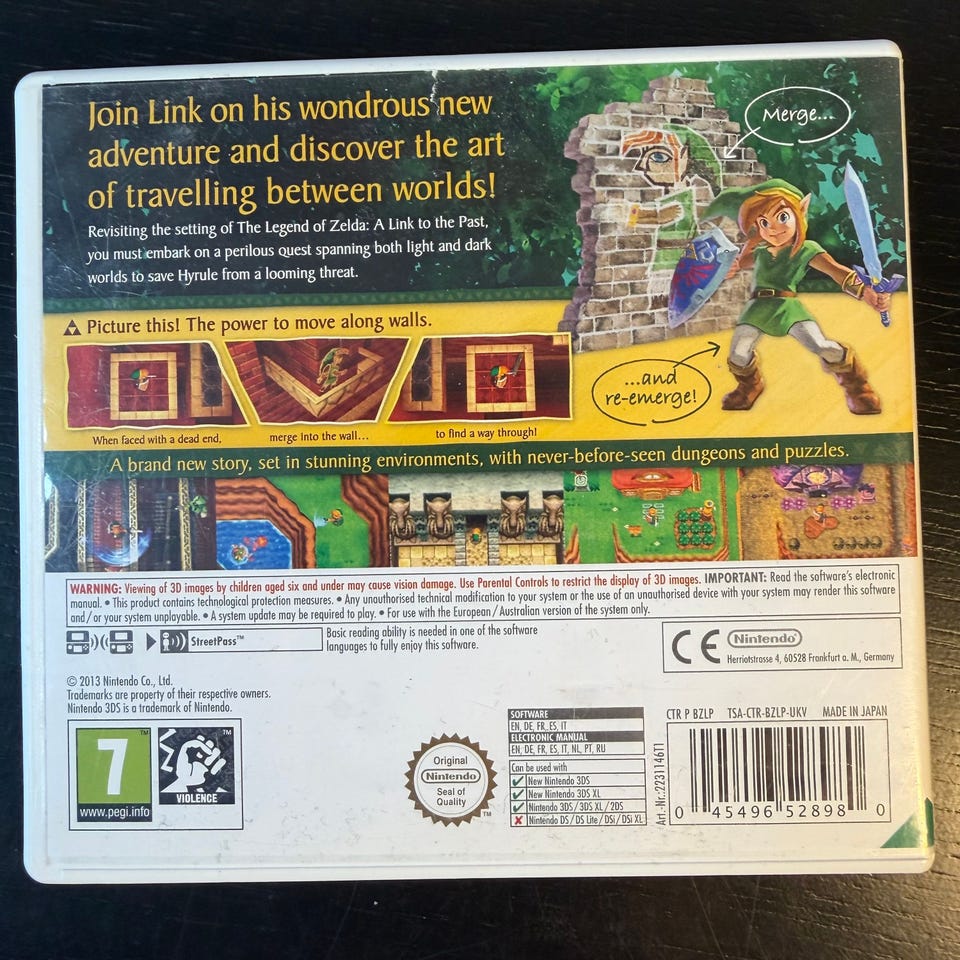 Join Link on his wondrous new
adventure and discover the art
of travelling between worlds!
Revisiting the setting of The Legend of Zelda: A Link to the Past,
you must embark on a perilous quest spanning both light and dark
worlds to save Hyrule from a looming threat.
Merge...
...and
re-emerge!
Picture this! The power to move along walls.
When faced with a dead end,
merge into the wall...
to find a way through!
A brand new story, set in stunning environments, with never-before-seen dungeons and puzzles.
WARNING: Viewing of 3D images by children aged six and under may cause vision damage. Use Parental Controls to restrict the display of 3D images. IMPORTANT: Read the software's electronic
manual. • This product contains technological protection measures. • Any unauthorised technical modification to your system or the use of an unauthorised device with your system may render this software
and/or your system unplayable. • A system update may be required to play. • For use with the European/Australian version of the system only.
StreetPass™
Basic reading ability is needed in one of the software
languages to fully enjoy this software.
CE
Nintendo®
Herriotstrasse 4, 60528 Frankfurt a. M., Germany
© 2013 Nintendo Co., Ltd.
Trademarks are property of their respective owners.
Nintendo 3DS is a trademark of Nintendo.
7
TM
www.pegi.info
TM
VIOLENCE
Original
Nintendo®
Seal of
Quality
TM
SOFTWARE
EN, DE, FR, ES, IT
ELECTRONIC MANUAL
EN, DE, FR, ES, IT, NL, PT, RU
Can be used with
New Nintendo 3DS
New Nintendo 3DS XL
Nintendo 3DS/3DS XL/2DS
Nintendo DS/DS Lite/DSi/DSi XL
CTR P BZLP TSA-CTR-BZLP-UKV MADE IN JAPAN
Art.-Nr.:2231146T1
0 45496 52898 0